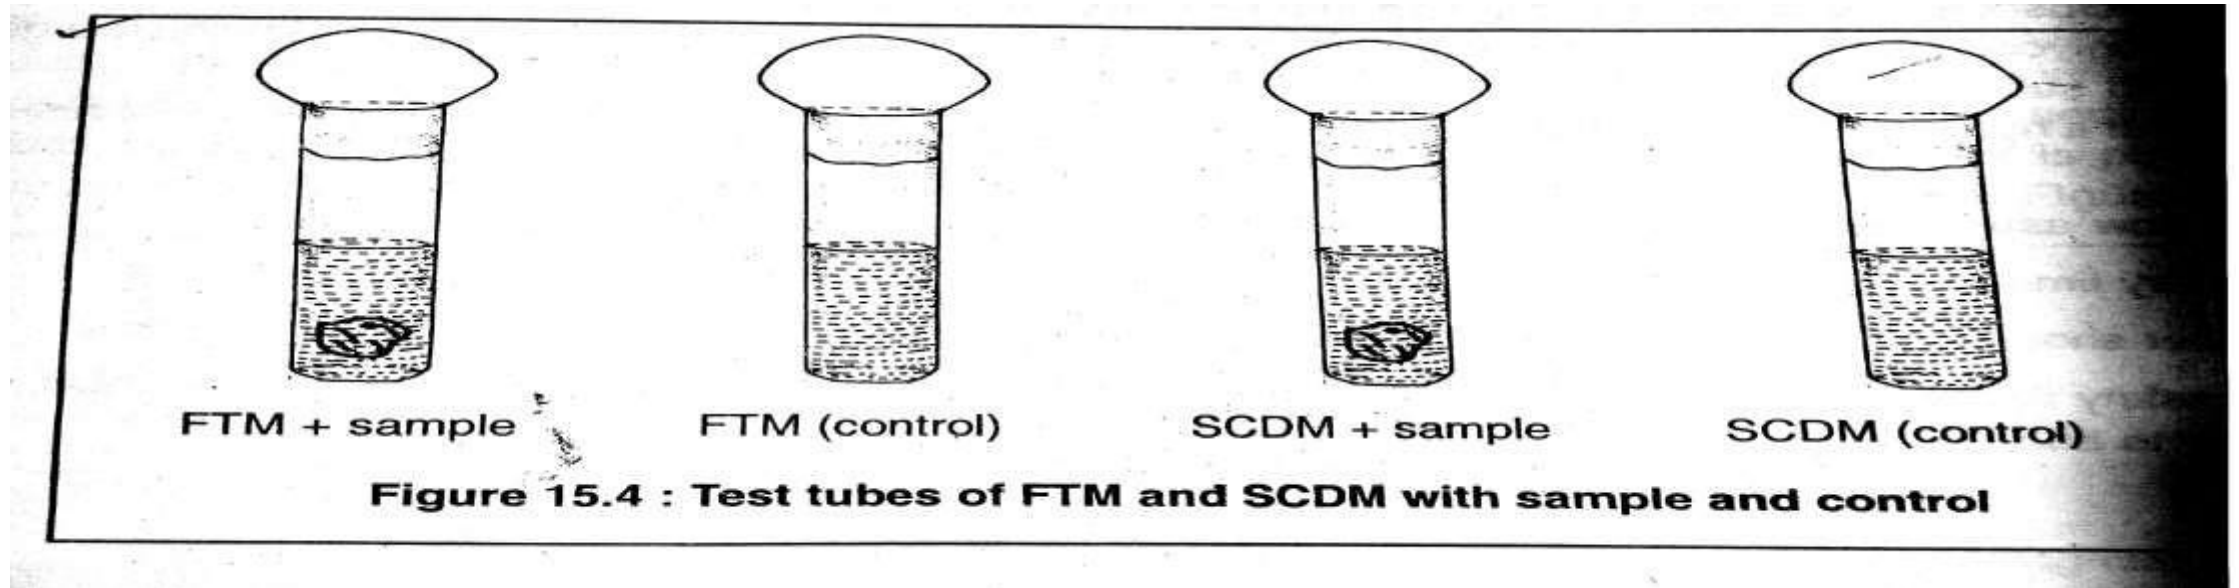 FTM + sample
FTM (control)
SCDM + sample
SCDM (control)
Figure 15.4 : Test tubes of FTM and SCDM with sample and control